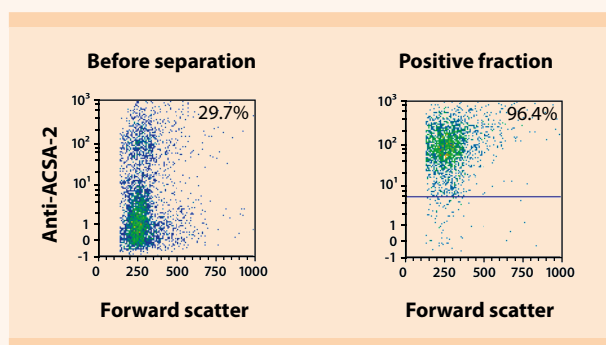 Before separation
Anti-ACSA-2
10³
10²
10¹
1
0
-1
29.7%
0 250 500 750 1000
Forward scatter
Positive fraction
10³
10²
10¹
1
0
-1
96.4%
0 250 500 750 1000
Forward scatter